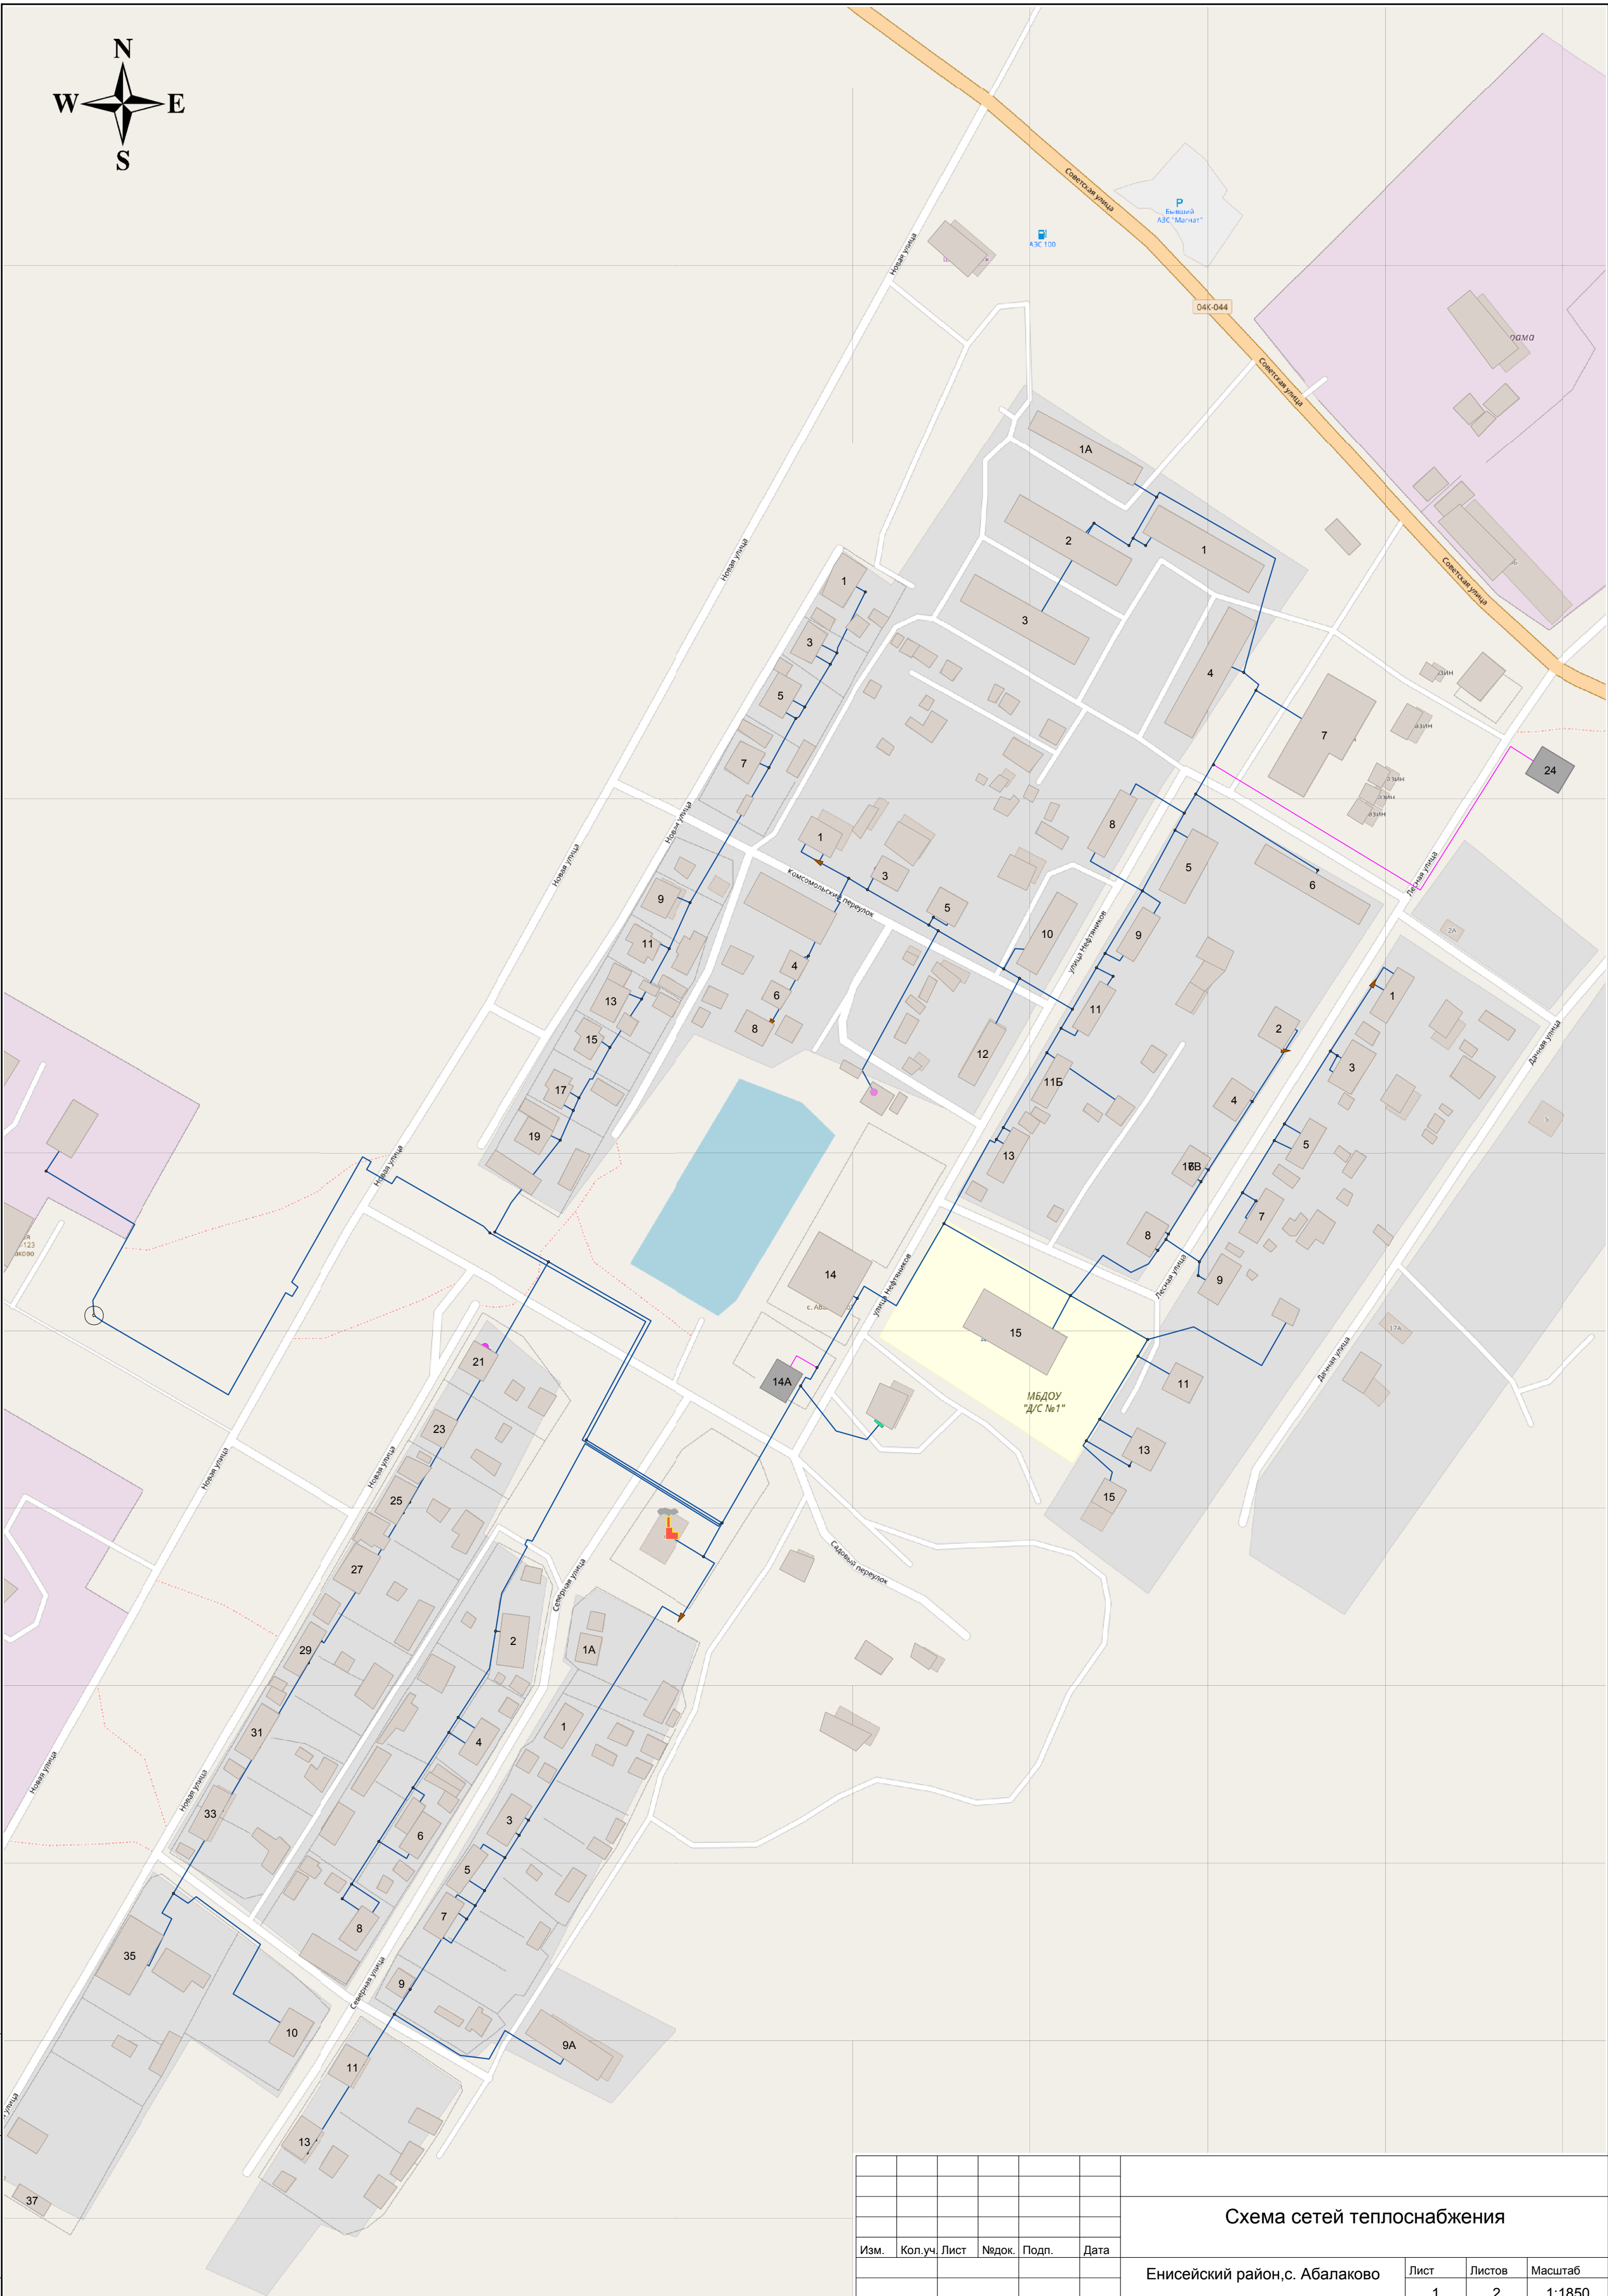 N
W E
S
Советская улица
P
Бывший
АЗС "Магнат"
АЗС 100
Новая улица
04К-044
рама
Советская улица
1А
2
1
Новая улица
1
3
Советская улица
3
4
5
7
7
24
Новая улица
1
8
Новая улица
3
5
6
Комсомольский переулок
Лесная улица
9
5
10
9
улица Нефтяников
2А
11
4
1
13
6
11
2
8
15
12
3
Дачная улица
11Б
17
4
5
19
13
Новая улица
8
7
9
14
Лесная улица
улица Нефтяников
15
17А
21
14А
11
Дачная улица
МБДОУ
"Д/С №1"
23
13
Новая улица
Новая улица
25
15
27
Садовый переулок
Северная улица
2
1А
29
1
31
4
Новая улица
Новая улица
33
3
6
5
7
8
35
9
Северная улица
10
9А
11
13
37
Схема сетей теплоснабжения
Изм. Кол.уч. Лист №док. Подп. Дата
Енисейский район,с. Абалаково Лист Листов Масштаб
1 2 1:1850